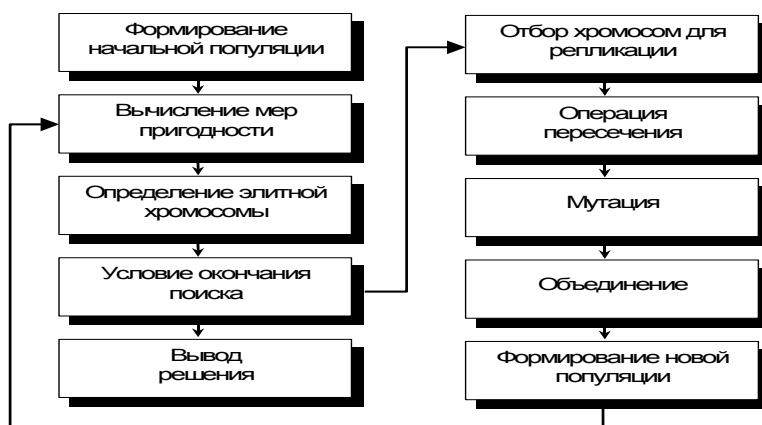 Формирование
начальной популяции
Вычисление мер
пригодности
Определение элитной
хромосомы
Условие окончания
поиска
Вывод
решения
Отбор хромосом для
репликации
Операция
пересечения
Мутация
Объединение
Формирование новой
популяции